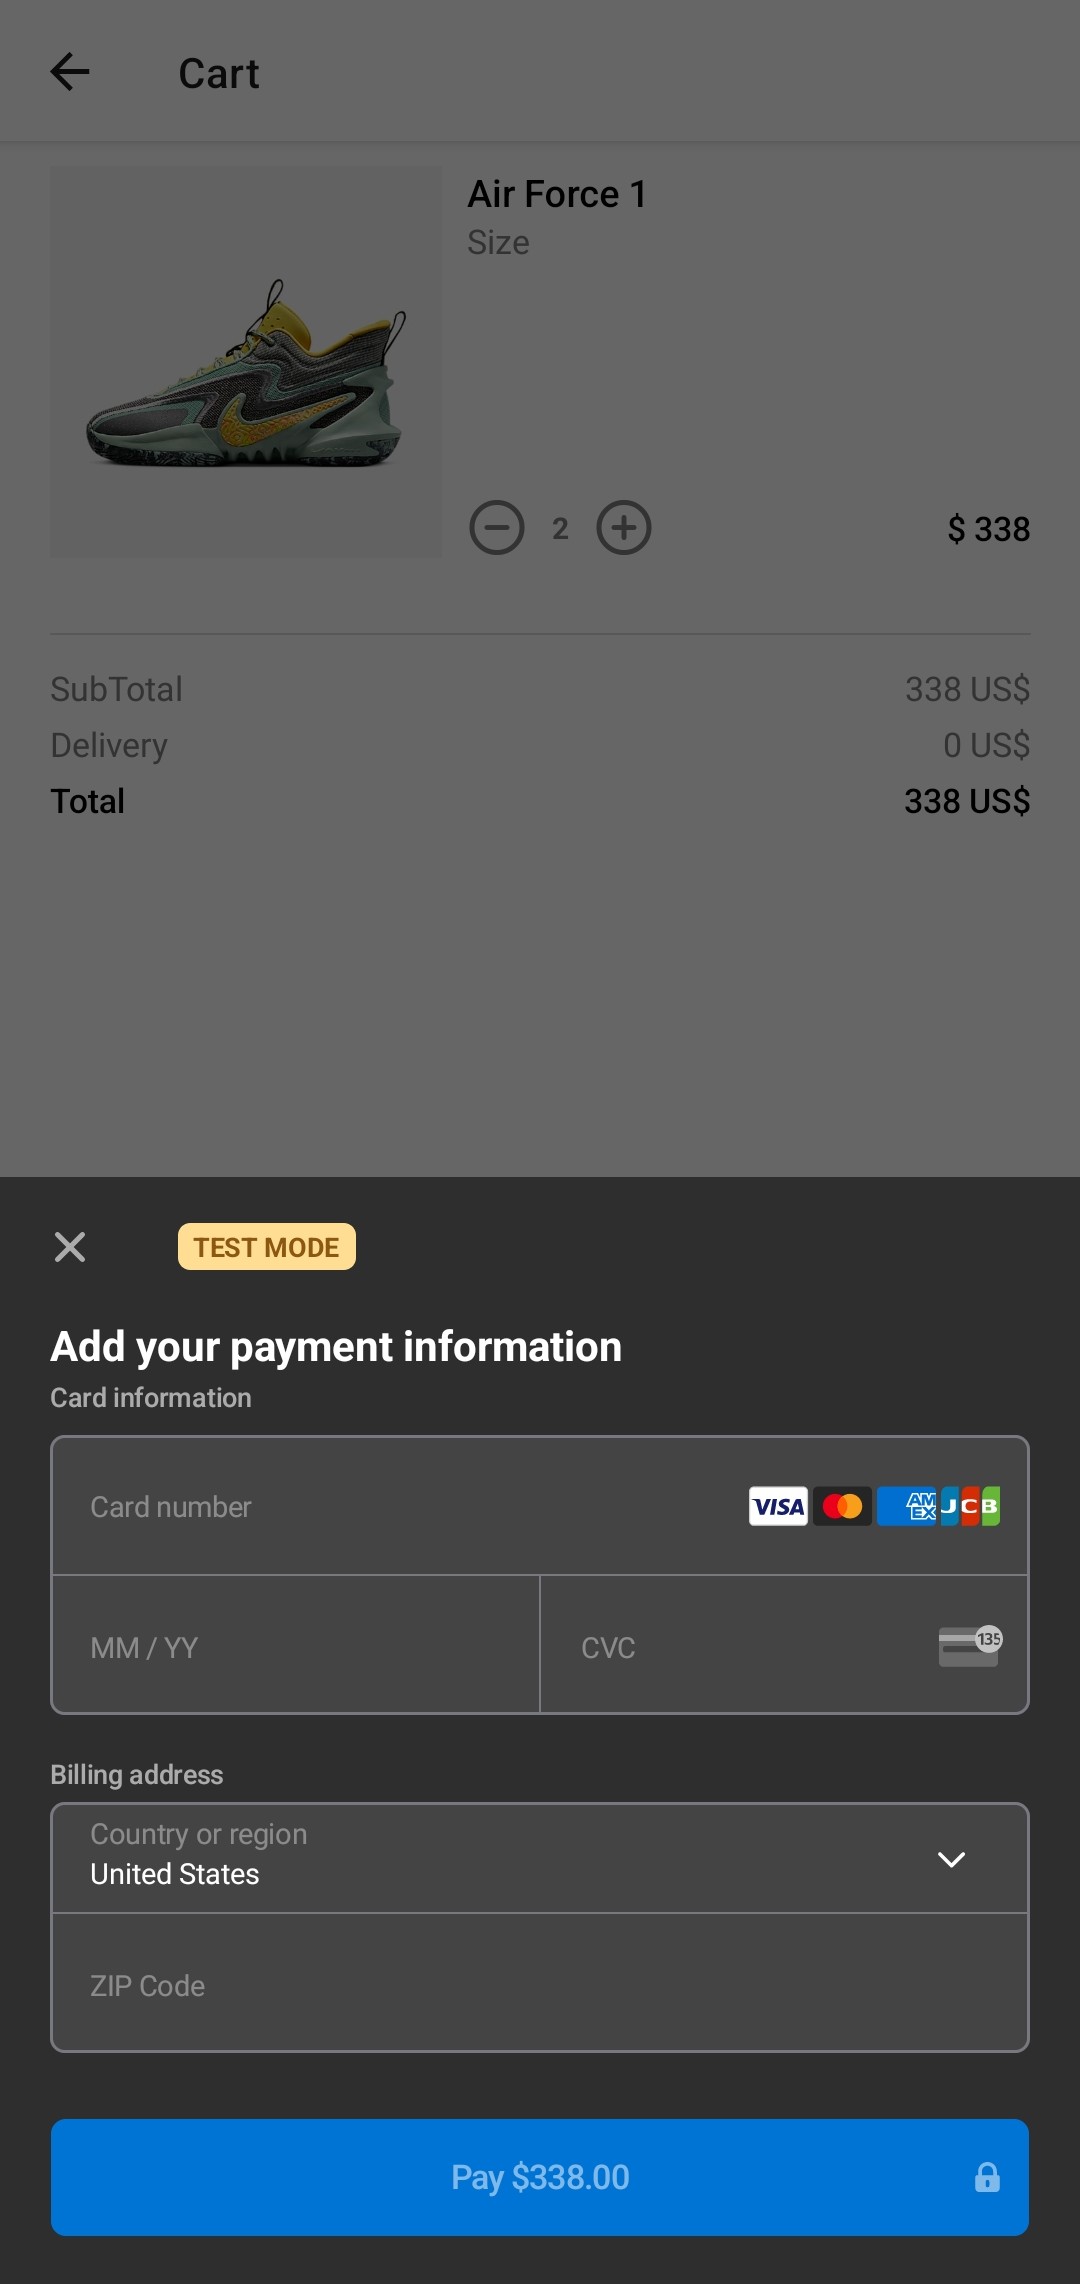 Cart
Air Force 1
Size
2
$ 338
SubTotal 338 US$
Delivery 0 US$
Total 338 US$
TEST MODE
Add your payment information
Card information
Card number VISA AM EX JCB
MM / YY CVC 135
Billing address
Country or region
United States
ZIP Code
Pay $338.00